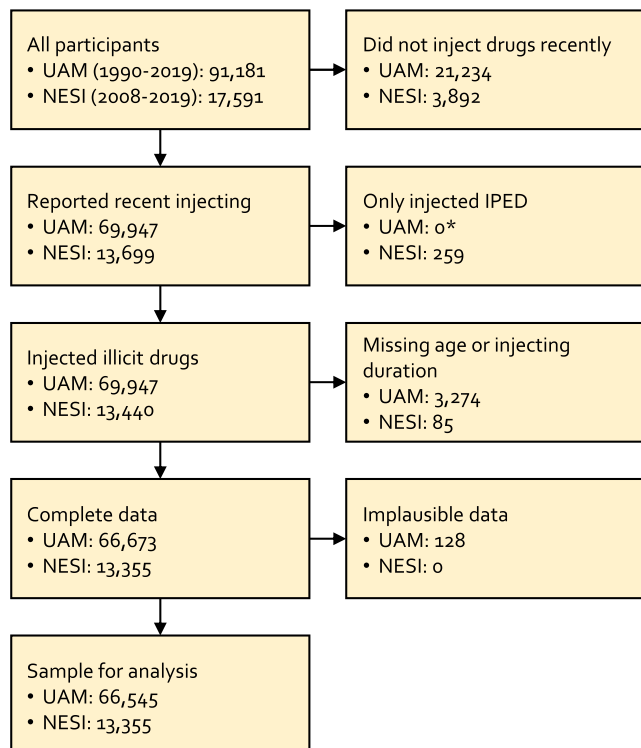 All participants
• UAM (1990-2019): 91,181
• NESI (2008-2019): 17,591
Did not inject drugs recently
• UAM: 21,234
• NESI: 3,892
Reported recent injecting
• UAM: 69,947
• NESI: 13,699
Only injected IPED
• UAM: 0*
• NESI: 259
Injected illicit drugs
• UAM: 69,947
• NESI: 13,440
Missing age or injecting
duration
• UAM: 3,274
• NESI: 85
Complete data
• UAM: 66,673
• NESI: 13,355
Implausible data
• UAM: 128
• NESI: 0
Sample for analysis
• UAM: 66,545
• NESI: 13,355